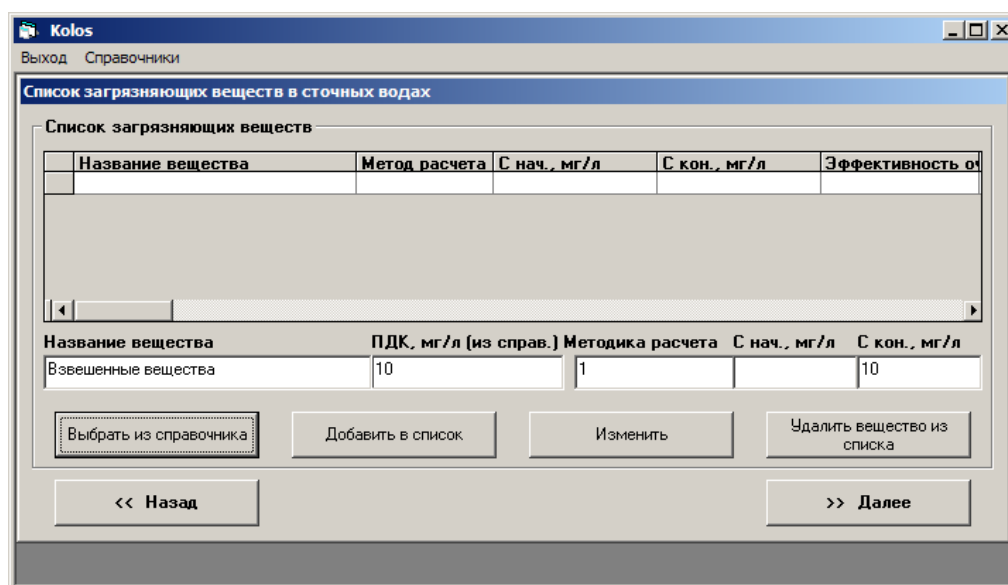 Kolos
Выход Справочники
Список загрязняющих веществ в сточных водах
Список загрязняющих веществ
Название вещества Метод расчета С нач., мг/л С кон., мг/л Эффективность оч
Название вещества ПДК, мг/л (из справ.) Методика расчета С нач., мг/л С кон., мг/л
Взвешенные вещества 10 1 10
Выбрать из справочника Добавить в список Изменить Удалить вещество из
списка
<< Назад >> Далее